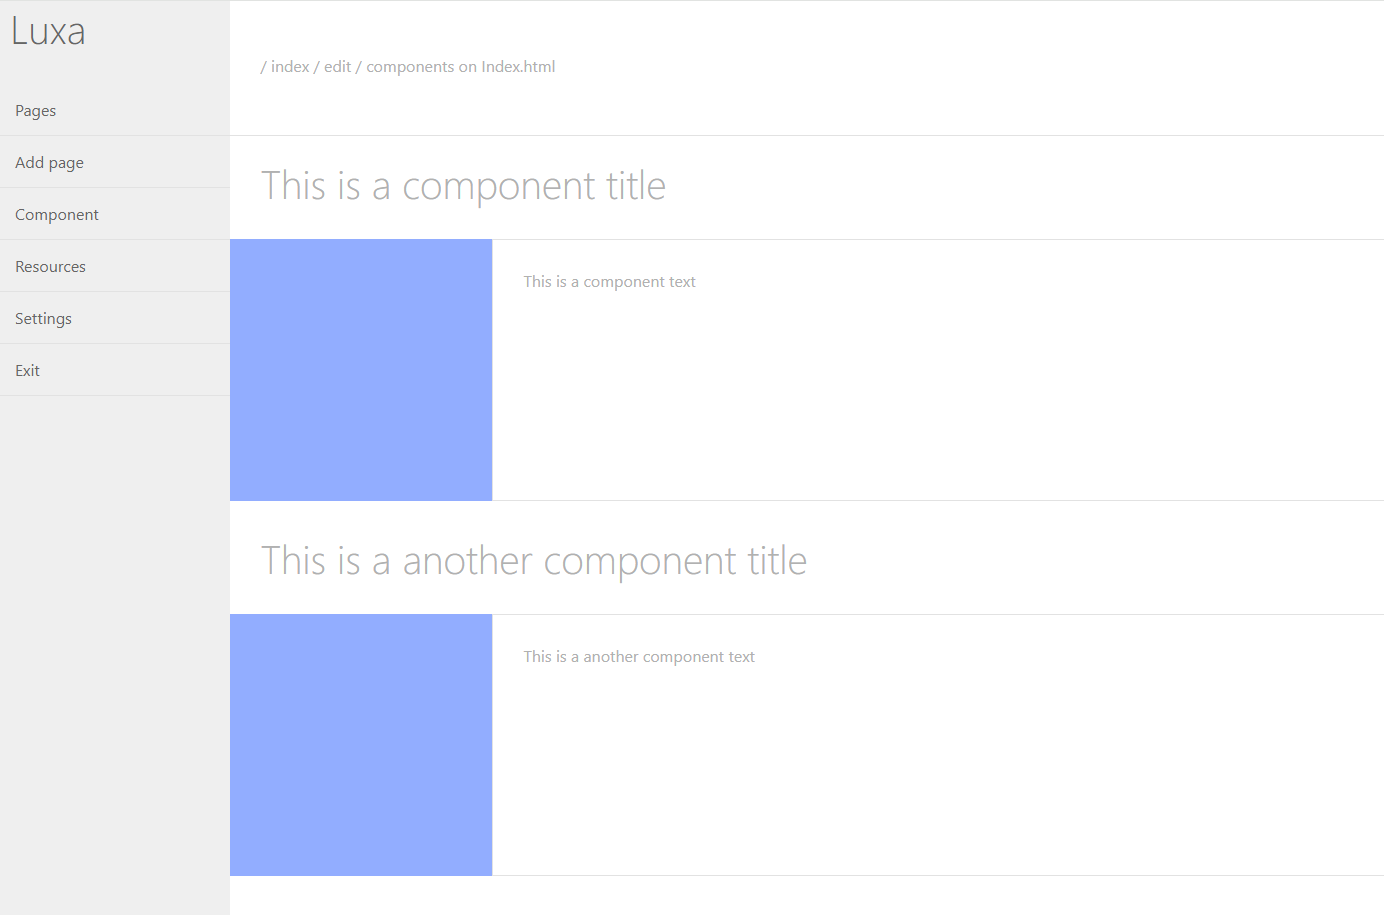 Luxa
/ index / edit / components on Index.html
Pages
Add page
Component
Resources
Settings
Exit
This is a component title
This is a component text
This is a another component title
This is a another component text